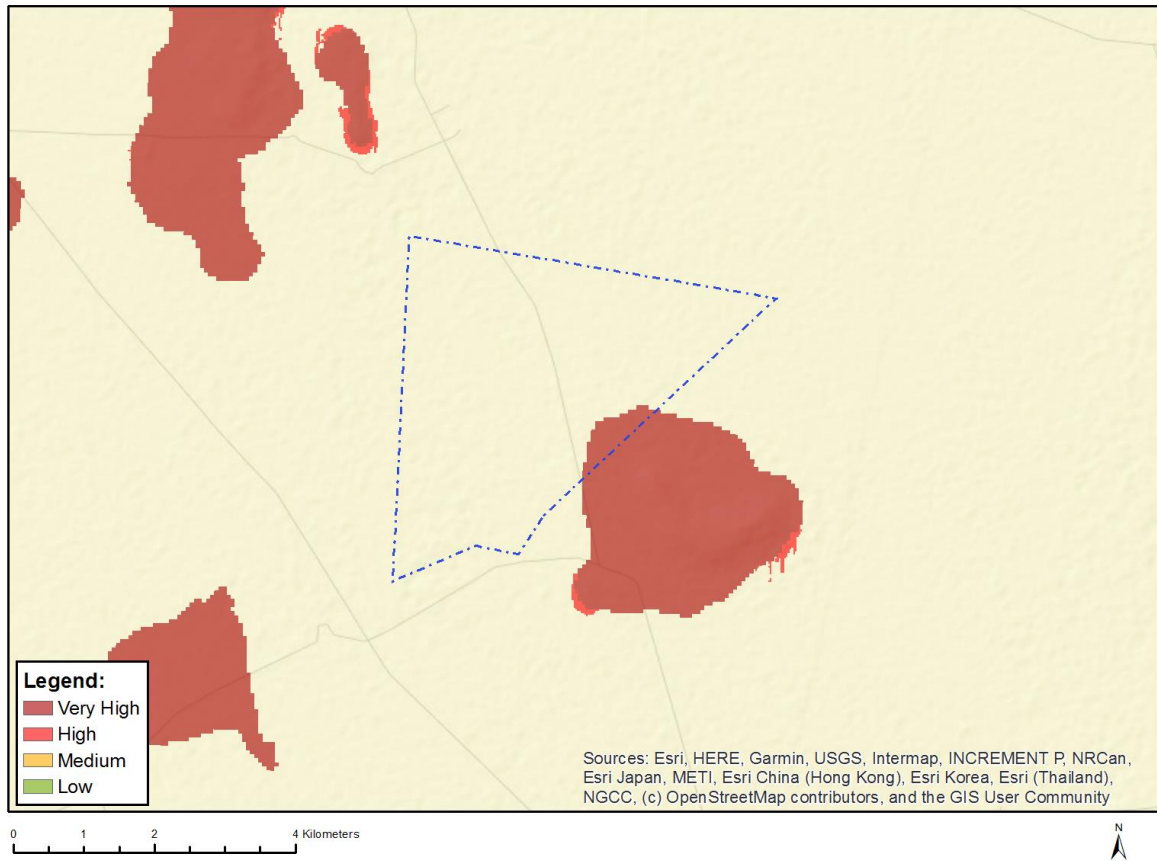 Legend:
Very High
High
Medium
Low
Sources: Esri, HERE, Garmin, USGS, Intermap, INCREMENT P, NRCan,
Esri Japan, METI, Esri China (Hong Kong), Esri Korea, Esri (Thailand),
NGCC, (c) OpenStreetMap contributors, and the GIS User Community
0 1 2 4 Kilometers
N